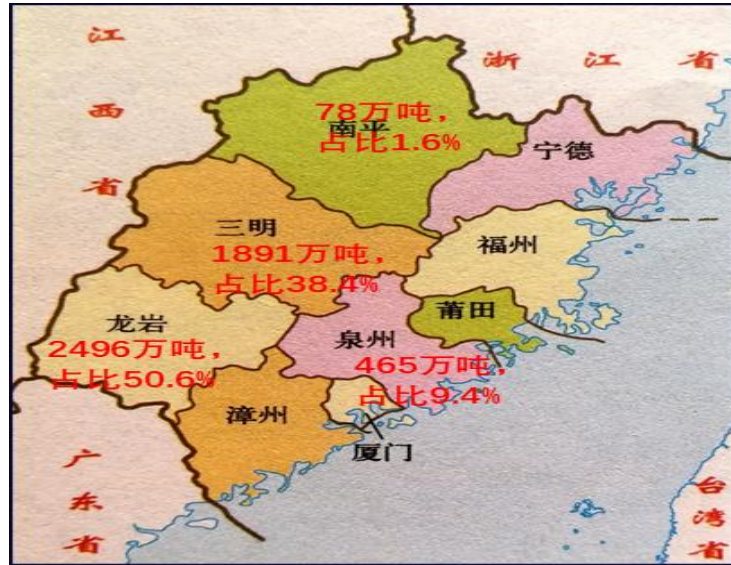 江西省
浙江省
78万吨，
南平
占比1.6%
宁德
三明
1891万吨，
占比38.4%
福州
龙岩
2496万吨，
占比50.6%
莆田
泉州
465万吨，
占比9.4%
漳州
厦门
广东省
台湾省